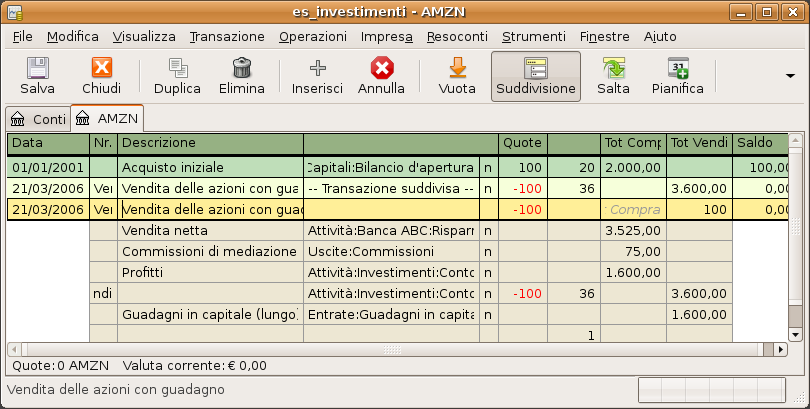 es_investimenti - AMZN
File Modifica Visualizza Transazione Operazioni Impresa Resoconti Strumenti Finestre Aiuto
Salva Chiudi Duplica Elimina Inserisci Annulla Vuota Suddivisione Salta Pianifica
Conti AMZN
Data Nr. Descrizione Quote Tot Comp Tot Vendi Saldo
01/01/2001 Acquisto iniziale Capitali:Bilancio d'apertura n 100 20 2.000,00 100,00
21/03/2006 Ven Vendita delle azioni con gua -- Transazione suddivisa -- n -100 36 3.600,00 0,00
21/03/2006 Ven Vendita delle azioni con guad -100 Compra 100 0,00
Vendita netta Attività:Banca ABC:Risparr n 3.525,00
Commissioni di mediazione Uscite:Commissioni n 75,00
Profitti Attività:Investimenti:Conto n 1.600,00
ndi Attività:Investimenti:Conto n -100 36 3.600,00
Guadagni in capitale (lungo) Entrate:Guadagni in capita n 1.600,00
1
Quote:0 AMZN Valuta corrente:€ 0,00
Vendita delle azioni con guadagno